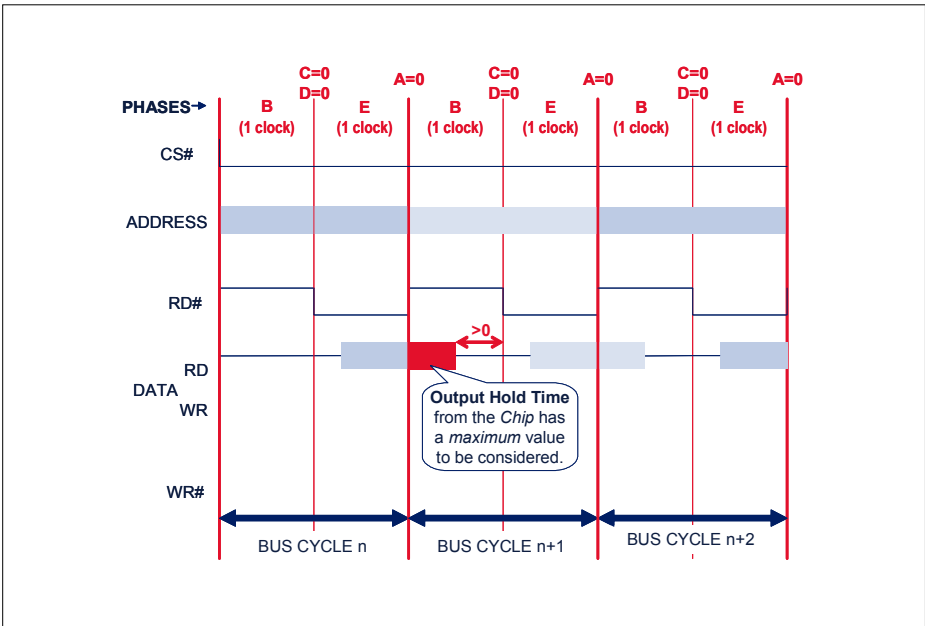 C=0 C=0 C=0
A=0 A=0 A=0
D=0 D=0 D=0
PHASES→ B E B E B E
(1 clock) (1 clock) (1 clock) (1 clock) (1 clock) (1 clock)
CS#
ADDRESS
RD#
>0
RD
DATA
WR
Output Hold Time
from the Chip has
a maximum value
to be considered.
WR#
BUS CYCLE n BUS CYCLE n+1 BUS CYCLE n+2